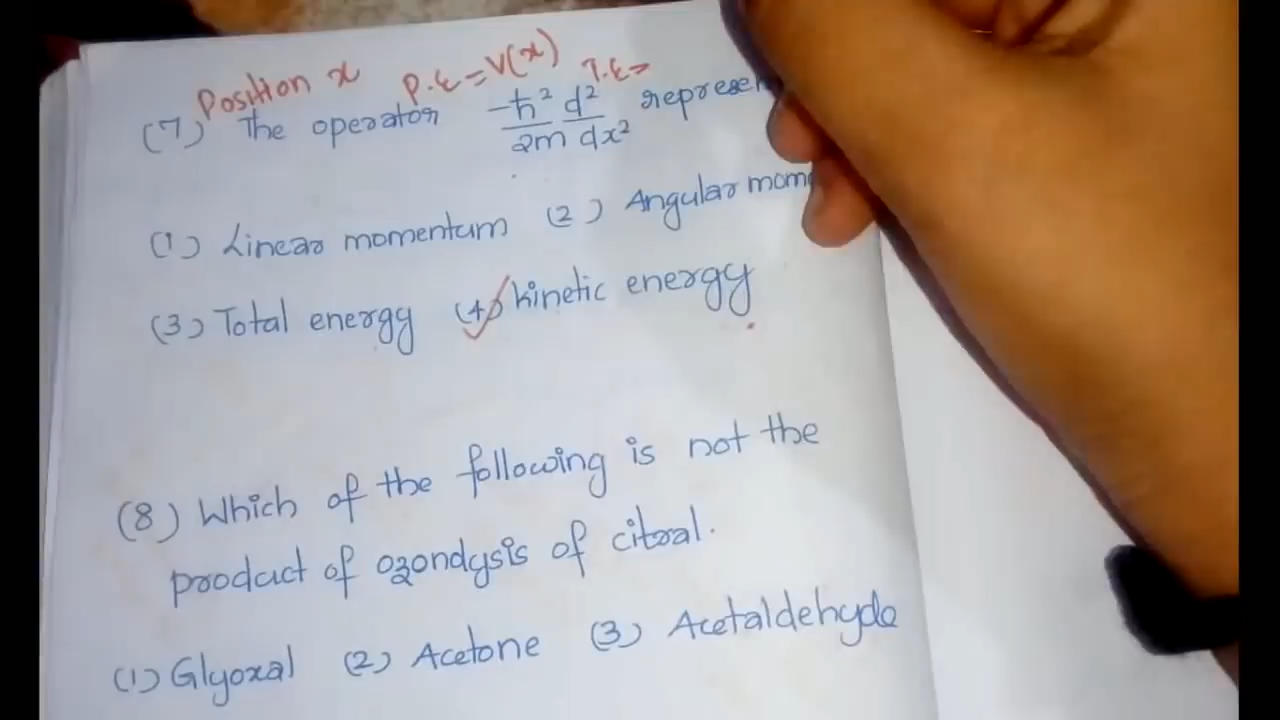 Position x P.E = V(x) T.E =
(7) The operator -ħ²/2m d²/dx² represen
(1) Linear momentum (2) Angular mom
(3) Total energy (4) kinetic energy
(8) Which of the following is not the
product of ozondysis of citral.
(1) Glyoxal (2) Acetone (3) Acetaldehyde